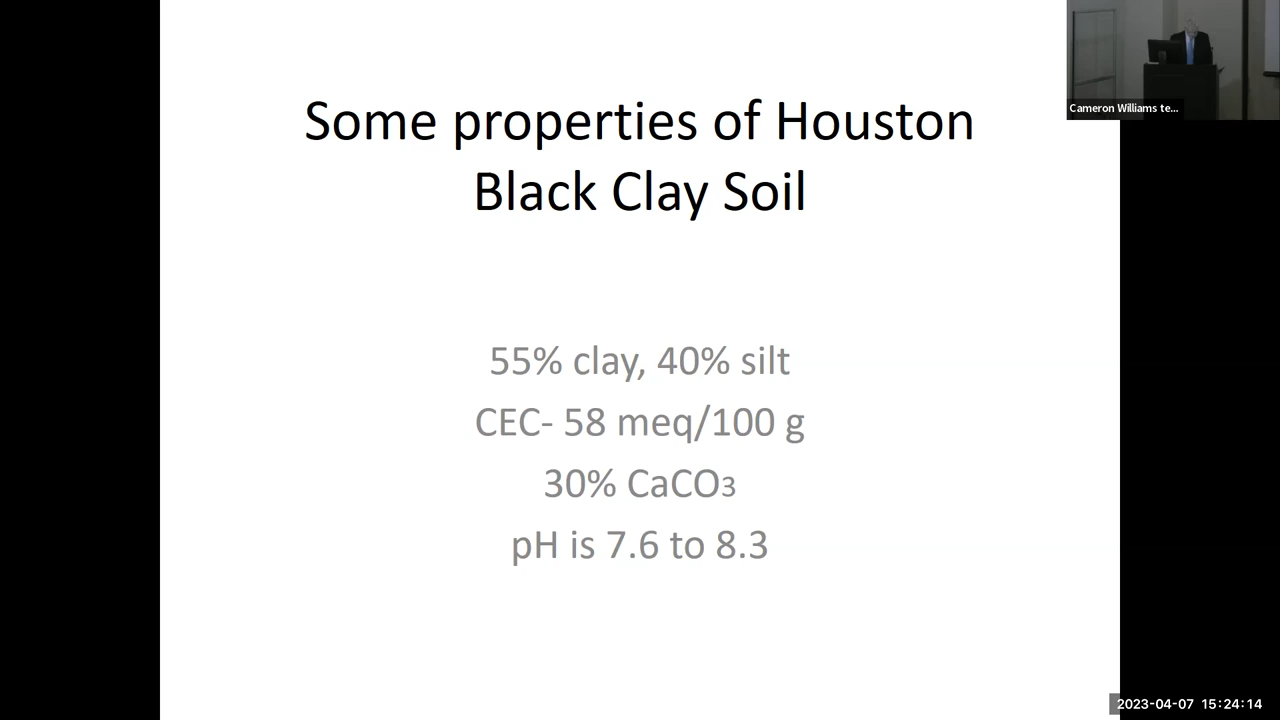 Some properties of Houston
Black Clay Soil
55% clay, 40% silt
CEC- 58 meq/100 g
30% CaCO3
pH is 7.6 to 8.3
Cameron Williams te...
2023-04-07 15:24:14